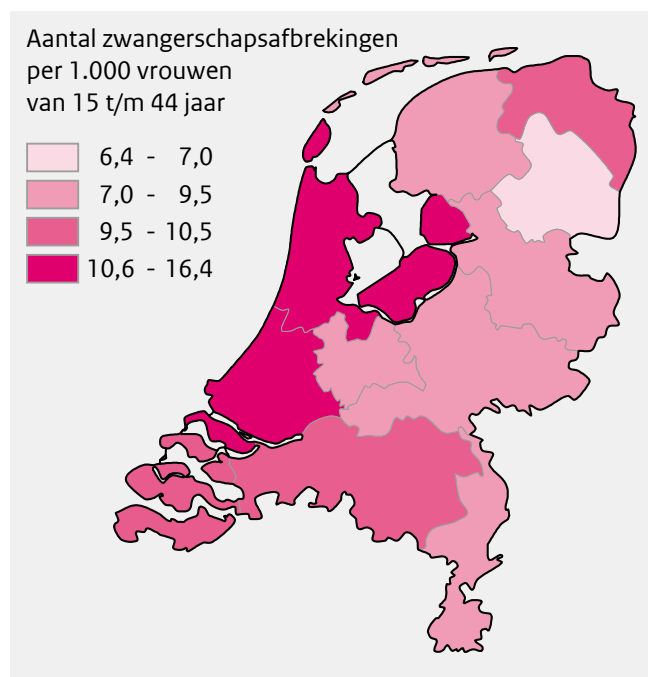 Aantal zwangerschapsafbrekingen
per 1.000 vrouwen
van 15 t/m 44 jaar
6,4 - 7,0
7,0 - 9,5
9,5 - 10,5
10,6 - 16,4